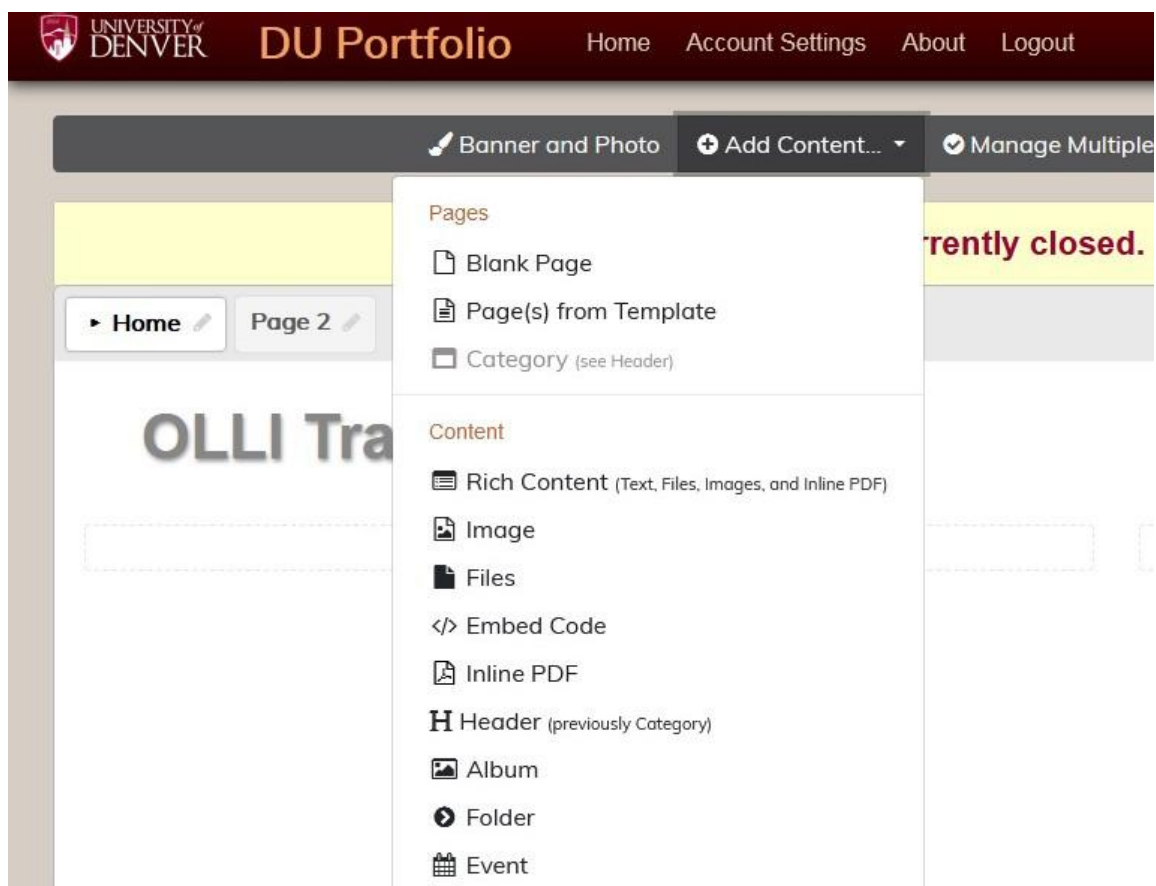 UNIVERSITY of
DENVER
DU Portfolio Home Account Settings About Logout
Banner and Photo Add Content... Manage Multiple
Pages
Blank Page
Page(s) from Template
Category (see Header)
currently closed.
Home Page 2
OLLI Tra
Content
Rich Content (Text, Files, Images, and Inline PDF)
Image
Files
</> Embed Code
Inline PDF
H Header (previously Category)
Album
Folder
Event